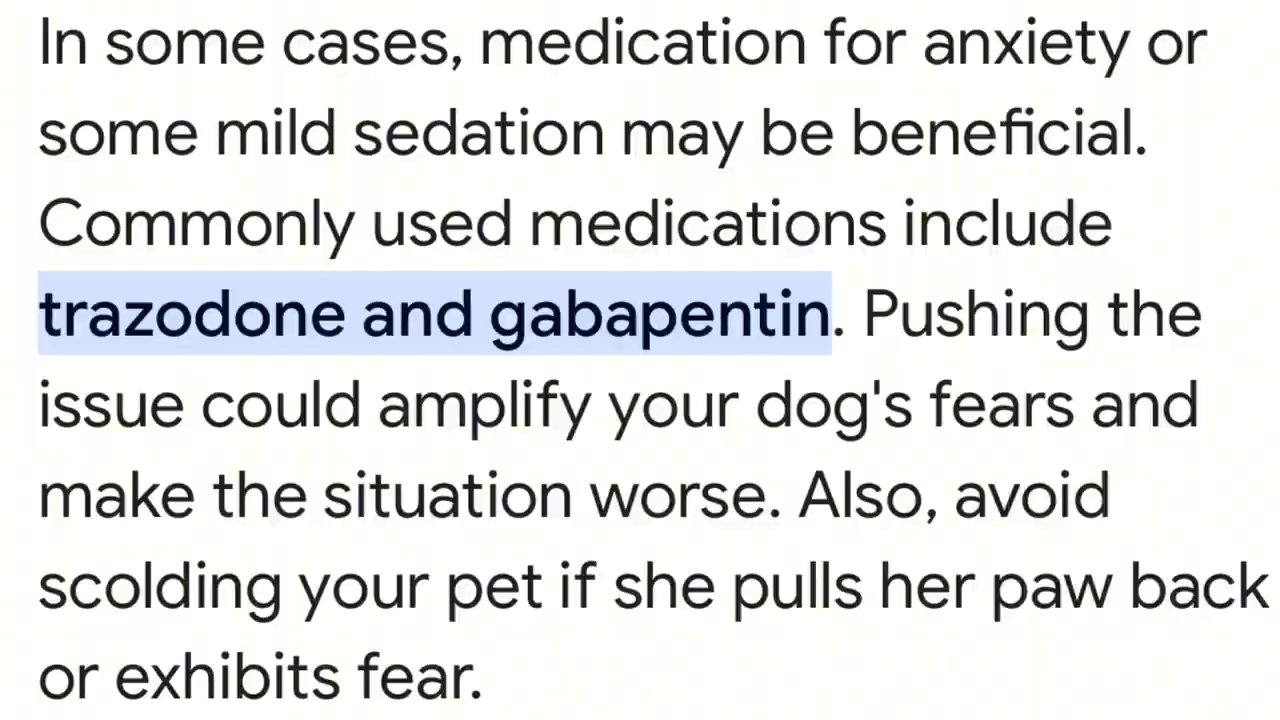 In some cases, medication for anxiety or
some mild sedation may be beneficial.
Commonly used medications include
trazodone and gabapentin. Pushing the
issue could amplify your dog's fears and
make the situation worse. Also, avoid
scolding your pet if she pulls her paw back
or exhibits fear.